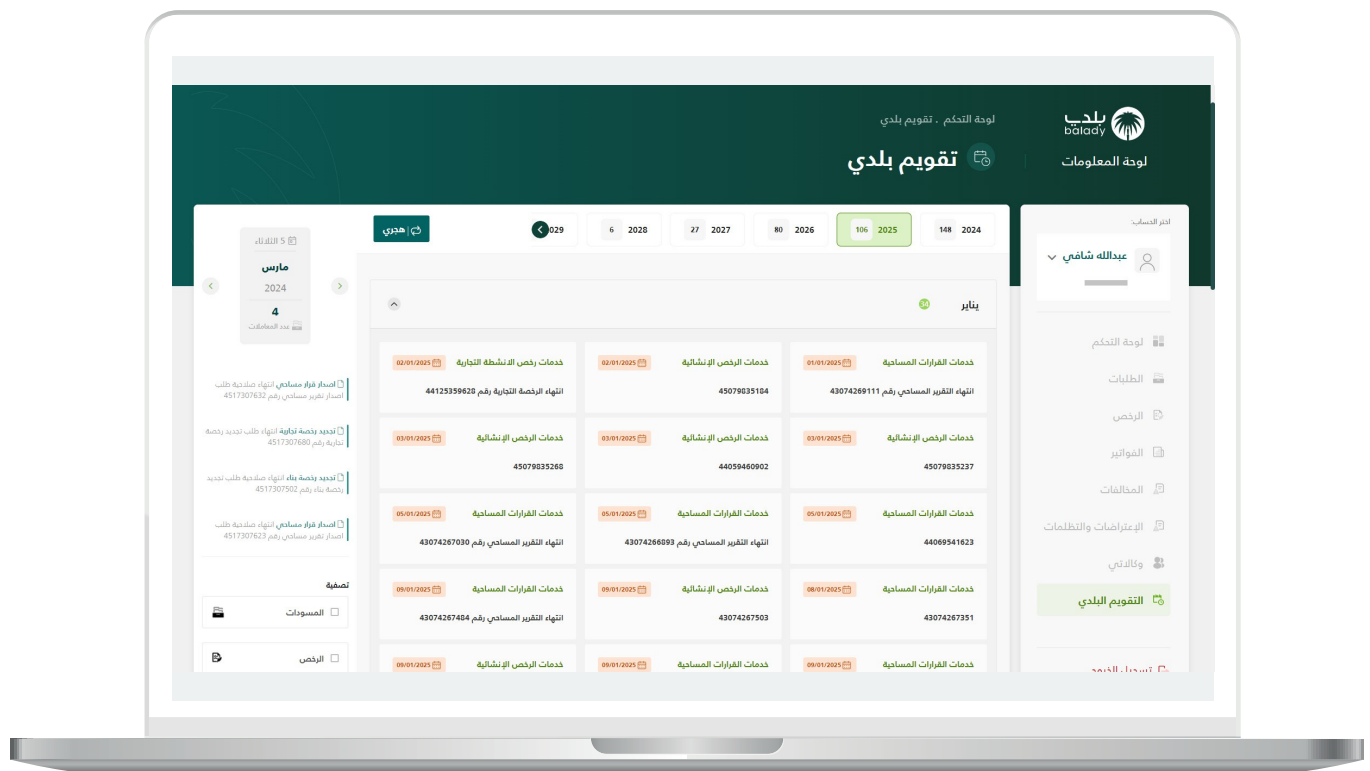 بلدي
balady
لوحة المعلومات
لوحة التحكم . تقويم بلدي
تقويم بلدي
اختر الحساب:
عبدالله شافي
لوحة التحكم
الطلبات
الرخص
الفواتير
المخالفات
الإعتراضات والتظلمات
وكالاتي
التقويم البلدي
تسجيل الخروج
2024 148
2025 106
2026 80
2027 27
2028 6
029
هجري
يناير 34
خدمات القرارات المساحية 01/01/2025
انتهاء التقرير المساحي رقم 43074269111
خدمات الرخص الإنشائية 02/01/2025
45079835184
خدمات رخص الانشطة التجارية 02/01/2025
انتهاء الرخصة التجارية رقم 44125359628
خدمات الرخص الإنشائية 03/01/2025
45079835237
خدمات الرخص الإنشائية 03/01/2025
44059460902
خدمات الرخص الإنشائية 03/01/2025
45079835268
خدمات القرارات المساحية 05/01/2025
44069541623
خدمات القرارات المساحية 05/01/2025
انتهاء التقرير المساحي رقم 43074266893
خدمات القرارات المساحية 05/01/2025
انتهاء التقرير المساحي رقم 43074267030
خدمات القرارات المساحية 08/01/2025
43074267351
خدمات الرخص الإنشائية 09/01/2025
43074267503
خدمات القرارات المساحية 09/01/2025
انتهاء التقرير المساحي رقم 43074267484
خدمات القرارات المساحية 09/01/2025
خدمات القرارات المساحية 09/01/2025
خدمات الرخص الإنشائية 09/01/2025
5 الثلاثاء
مارس
2024
4
عدد المعاملات
اصدار قرار مساحي انتهاء صلاحية طلب
اصدار تقرير مساحي رقم 4517307632
تجديد رخصة تجارية انتهاء طلب تجديد رخصة
تجارية رقم 4517307680
تجديد رخصة بناء انتهاء صلاحية طلب تجديد
رخصة بناء رقم 4517307502
اصدار قرار مساحي انتهاء صلاحية طلب
اصدار تقرير مساحي رقم 4517307623
تصفية
المسودات
الرخص